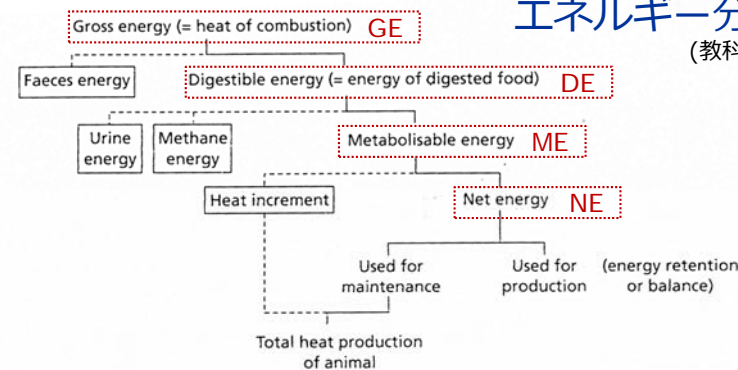 エネルギー分
(教科
Gross energy (= heat of combustion) GE
Faeces energy
Digestible energy (= energy of digested food) DE
Urine
energy
Methane
energy
Metabolisable energy ME
Heat increment
Net energy NE
Used for
maintenance
Used for
production
(energy retention
or balance)
Total heat production
of animal